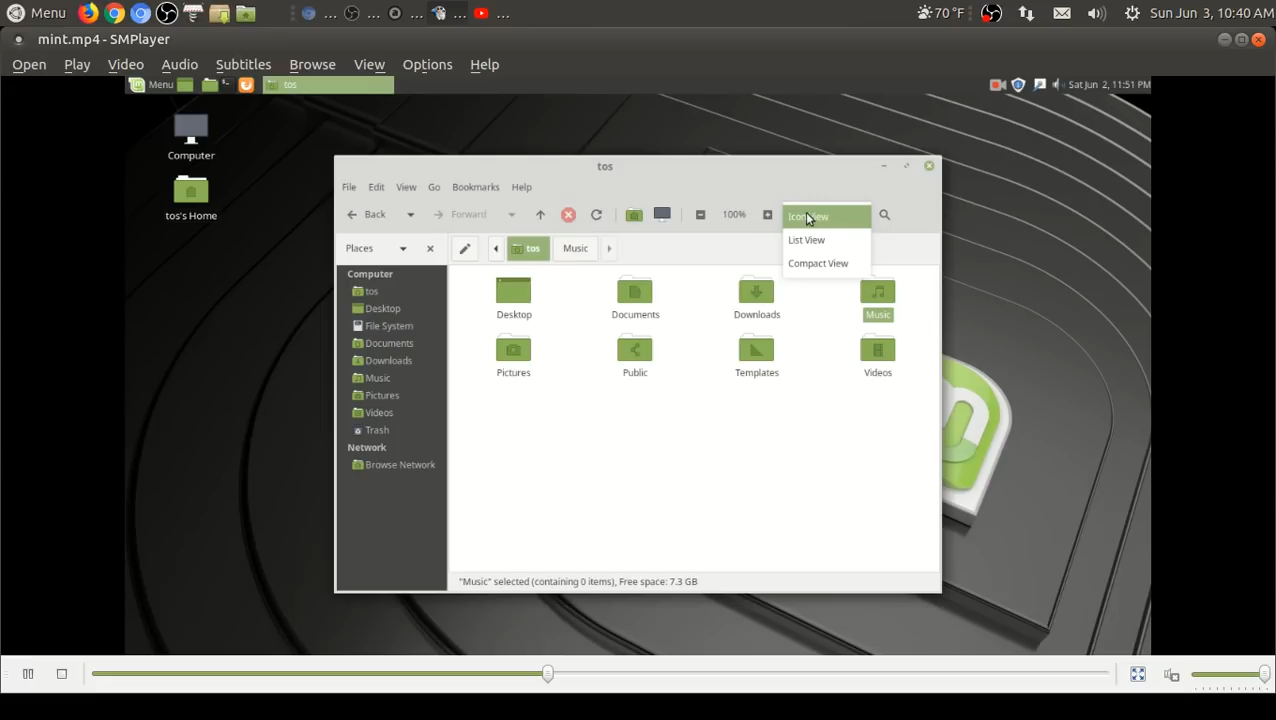 Menu ... ... ... ... ... 70 °F Sun Jun 3, 10:40 AM
mint.mp4 - SMPlayer
Open Play Video Audio Subtitles Browse View Options Help
Menu tos Sat Jun 2, 11:51 PM
Computer
tos's Home
tos
File Edit View Go Bookmarks Help
Back Forward 100%
Icon View
List View
Compact View
Places tos Music
Computer
tos
Desktop
File System
Documents
Downloads
Music
Pictures
Videos
Trash
Network
Browse Network
Desktop Documents Downloads Music
Pictures Public Templates Videos
"Music" selected (containing 0 items), Free space: 7.3 GB